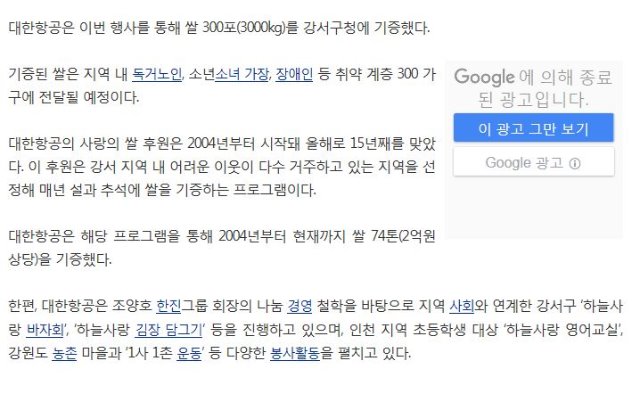 대한항공은 이번 행사를 통해 쌀 300포(3000kg)를 강서구청에 기증했다.
기증된 쌀은 지역 내 독거노인, 소년소녀 가장, 장애인 등 취약 계층 300 가
구에 전달될 예정이다.
Google에 의해 종료
된 광고입니다.
이 광고 그만 보기
Google 광고 ⓘ
대한항공의 사랑의 쌀 후원은 2004년부터 시작돼 올해로 15년째를 맞았
다. 이 후원은 강서 지역 내 어려운 이웃이 다수 거주하고 있는 지역을 선
정해 매년 설과 추석에 쌀을 기증하는 프로그램이다.
대한항공은 해당 프로그램을 통해 2004년부터 현재까지 쌀 74톤(2억원
상당)을 기증했다.
한편, 대한항공은 조양호 한진그룹 회장의 나눔 경영 철학을 바탕으로 지역 사회와 연계한 강서구 '하늘사
랑 바자회', '하늘사랑 김장 담그기' 등을 진행하고 있으며, 인천 지역 초등학생 대상 '하늘사랑 영어교실',
강원도 농촌 마을과 '1사 1촌 운동' 등 다양한 봉사활동을 펼치고 있다.